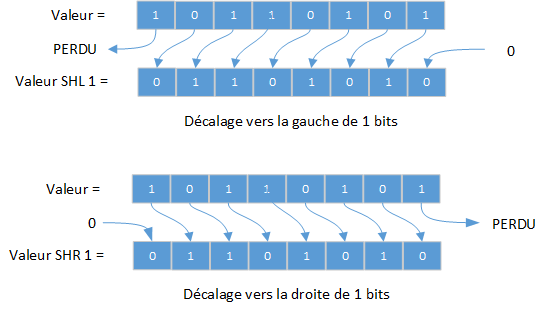 Valeur = 1 0 1 1 0 1 0 1
PERDU 0
Valeur SHL 1 = 0 1 1 0 1 0 1 0
Décalage vers la gauche de 1 bits
Valeur = 1 0 1 1 0 1 0 1
0 PERDU
Valeur SHR 1 = 0 1 1 0 1 0 1 0
Décalage vers la droite de 1 bits